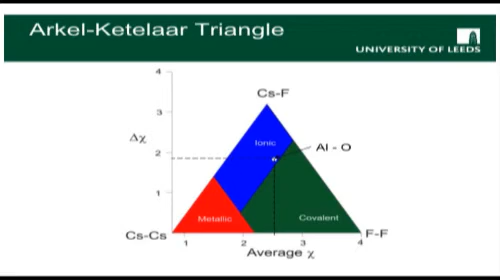 Arkel-Ketelaar Triangle
UNIVERSITY OF LEEDS
4
Cs-F
3
Δχ
Ionic
Al - O
2
1
Metallic
Covalent
Cs-Cs
F-F
1
2
3
4
Average χ